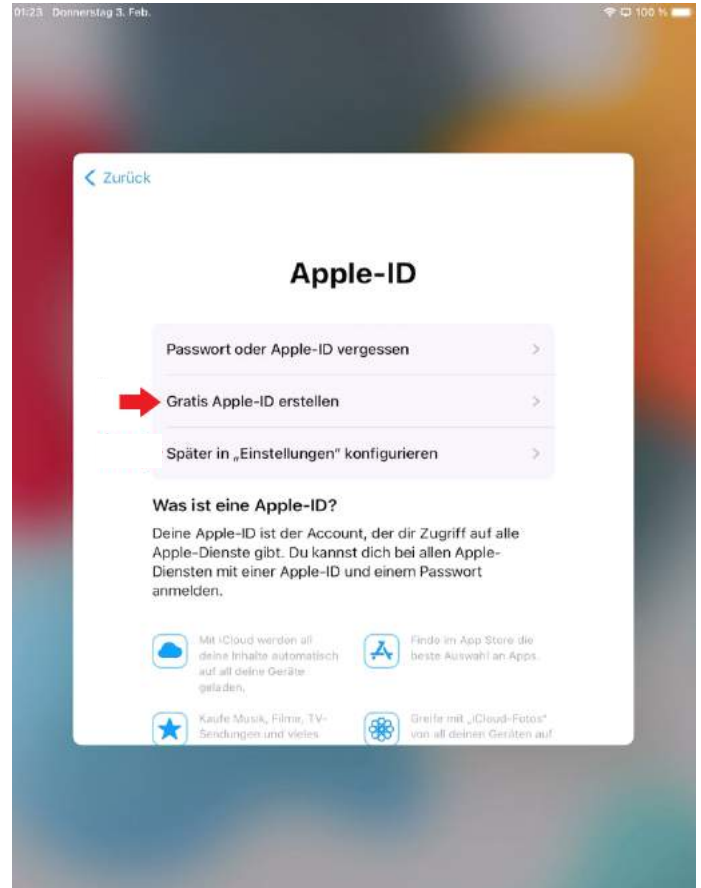 01:23 Donnerstag 3. Feb.
100 %
Zurück
Apple-ID
Passwort oder Apple-ID vergessen
Gratis Apple-ID erstellen
Später in „Einstellungen“ konfigurieren
Was ist eine Apple-ID?
Deine Apple-ID ist der Account, der dir Zugriff auf alle
Apple-Dienste gibt. Du kannst dich bei allen Apple-
Diensten mit einer Apple-ID und einem Passwort
anmelden.
Mit iCloud werden all
deine Inhalte automatisch
auf all deine Geräte
geladen.
Finde im App Store die
beste Auswahl an Apps.
Kaufe Musik, Filme, TV-
Sendungen und vieles
Greife mit „iCloud-Fotos“
von all deinen Geräten auf